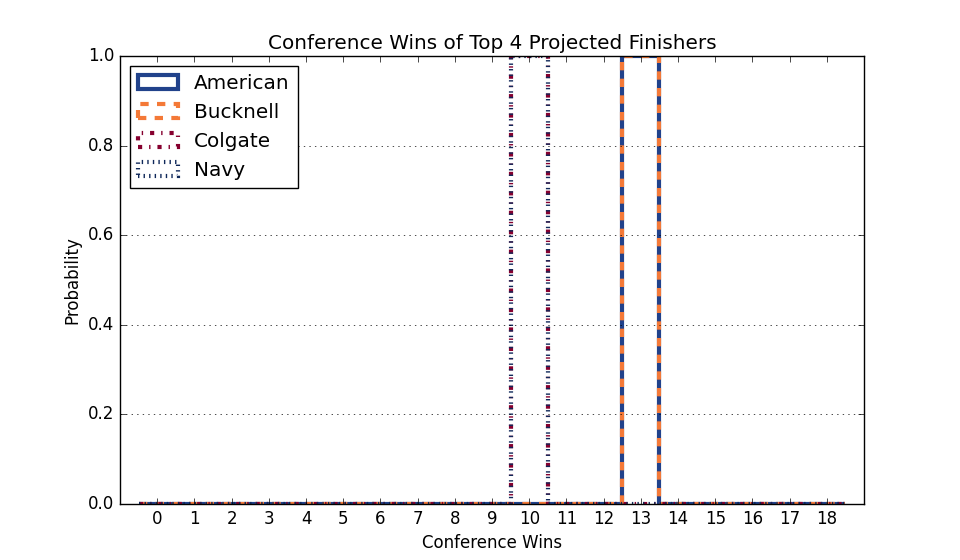 Conference Wins of Top 4 Projected Finishers
1.0
0.8
0.6
0.4
0.2
0.0
Probability
American
Bucknell
Colgate
Navy
0 1 2 3 4 5 6 7 8 9 10 11 12 13 14 15 16 17 18
Conference Wins